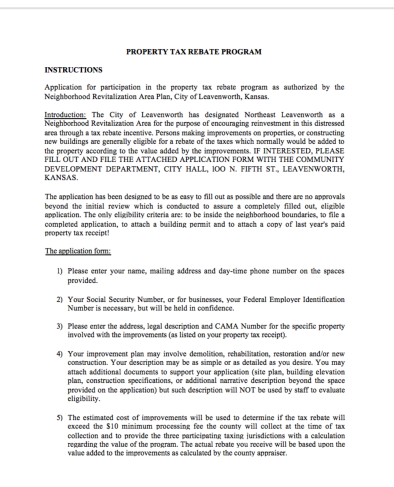 PROPERTY TAX REBATE PROGRAM
INSTRUCTIONS
Application for participation in the property tax rebate program as authorized by the
Neighborhood Revitalization Area Plan, City of Leavenworth, Kansas.
Introduction: The City of Leavenworth has designated Northeast Leavenworth as a
Neighborhood Revitalization Area for the purpose of encouraging reinvestment in this distressed
area through a tax rebate incentive. Persons making improvements on properties, or constructing
new buildings are generally eligible for a rebate of the taxes which normally would be added to
the property according to the value added by the improvements. IF INTERESTED, PLEASE
FILL OUT AND FILE THE ATTACHED APPLICATION FORM WITH THE COMMUNITY
DEVELOPMENT DEPARTMENT, CITY HALL, lOO N. FIFTH ST., LEAVENWORTH,
KANSAS.
The application has been designed to be as easy to fill out as possible and there are no approvals
beyond the initial review which is conducted to assure a completely filled out, eligible
application. The only eligibility criteria are: to be inside the neighborhood boundaries, to file a
completed application, to attach a building permit and to attach a copy of last year's paid
property tax receipt!
The application form:
1) Please enter your name, mailing address and day-time phone number on the spaces
provided.
2) Your Social Security Number, or for businesses, your Federal Employer Identification
Number is necessary, but will be held in confidence.
3) Please enter the address, legal description and CAMA Number for the specific property
involved with the improvements (as listed on your property tax receipt).
4) Your improvement plan may involve demolition, rehabilitation, restoration and/or new
construction. Your description may be as simple or as detailed as you desire. You may
attach additional documents to support your application (site plan, building elevation
plan, construction specifications, or additional narrative description beyond the space
provided on the application) but such description will NOT be used by staff to evaluate
eligibility.
5) The estimated cost of improvements will be used to determine if the tax rebate will
exceed the $10 minimum processing fee the county will collect at the time of tax
collection and to provide the three participating taxing jurisdictions with a calculation
regarding the value of the program. The actual rebate you receive will be based upon the
value added to the improvements as calculated by the county appraiser.